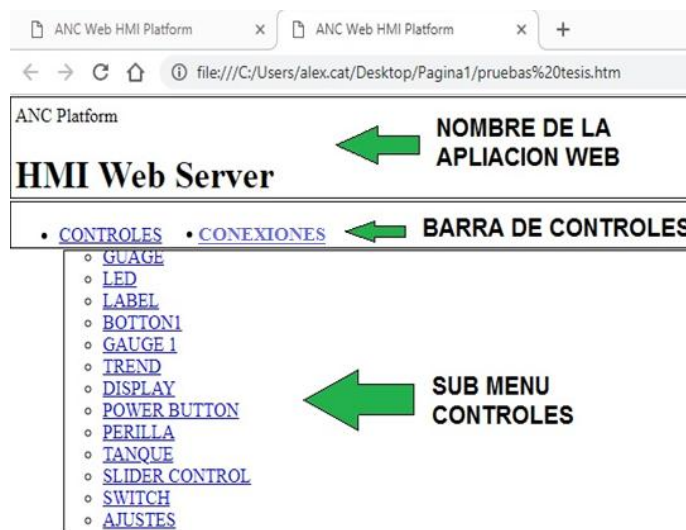 ANC Web HMI Platform
ANC Web HMI Platform
file:///C:/Users/alex.cat/Desktop/Pagina1/pruebas%20tesis.htm
ANC Platform
HMI Web Server
NOMBRE DE LA
APLIACION WEB
CONTROLES
CONEXIONES
BARRA DE CONTROLES
GUAGE
LED
LABEL
BOTTON1
GAUGE 1
TREND
DISPLAY
POWER BUTTON
PERILLA
TANQUE
SLIDER CONTROL
SWITCH
AJUSTES
SUB MENU
CONTROLES